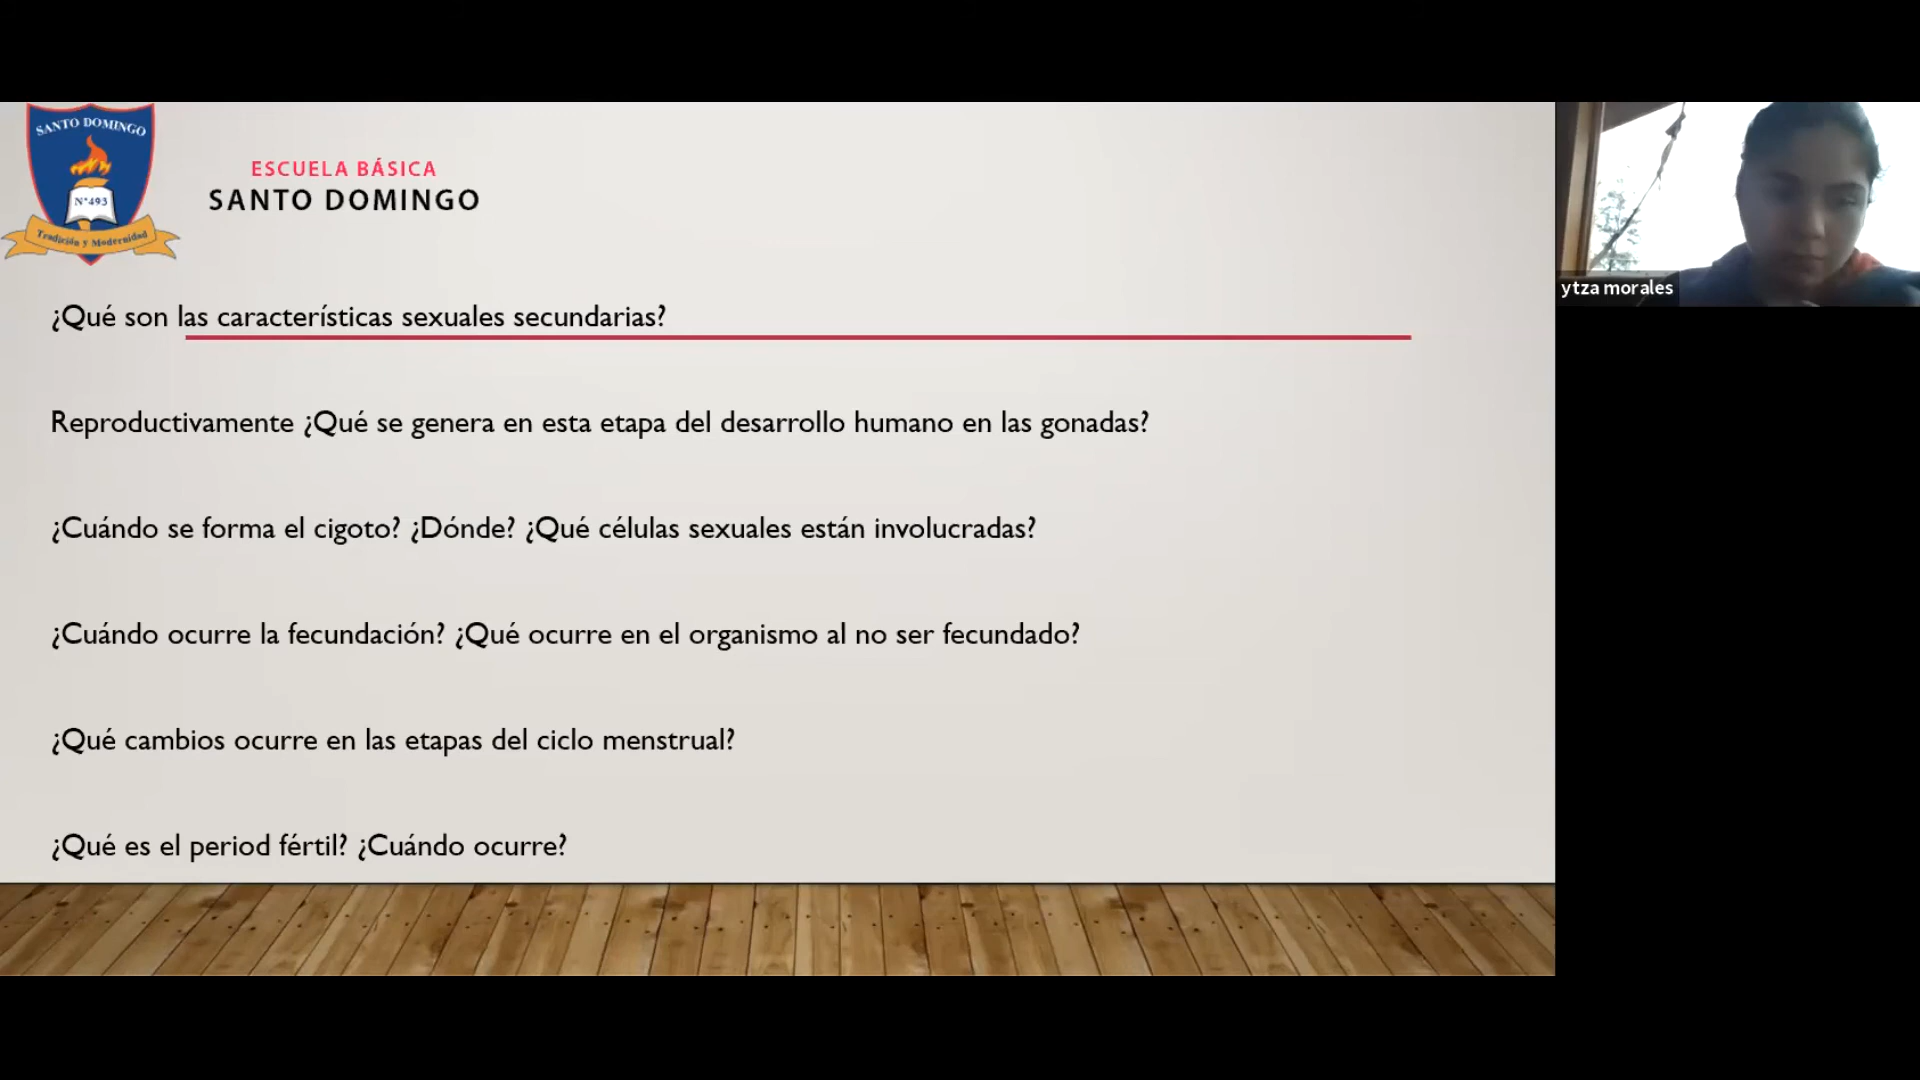 SANTO DOMINGO
N°493
Tradición y Modernidad
ESCUELA BÁSICA
SANTO DOMINGO
¿Qué son las características sexuales secundarias?
Reproductivamente ¿Qué se genera en esta etapa del desarrollo humano en las gonadas?
¿Cuándo se forma el cigoto? ¿Dónde? ¿Qué células sexuales están involucradas?
¿Cuándo ocurre la fecundación? ¿Qué ocurre en el organismo al no ser fecundado?
¿Qué cambios ocurre en las etapas del ciclo menstrual?
¿Qué es el period fértil? ¿Cuándo ocurre?
ytza morales